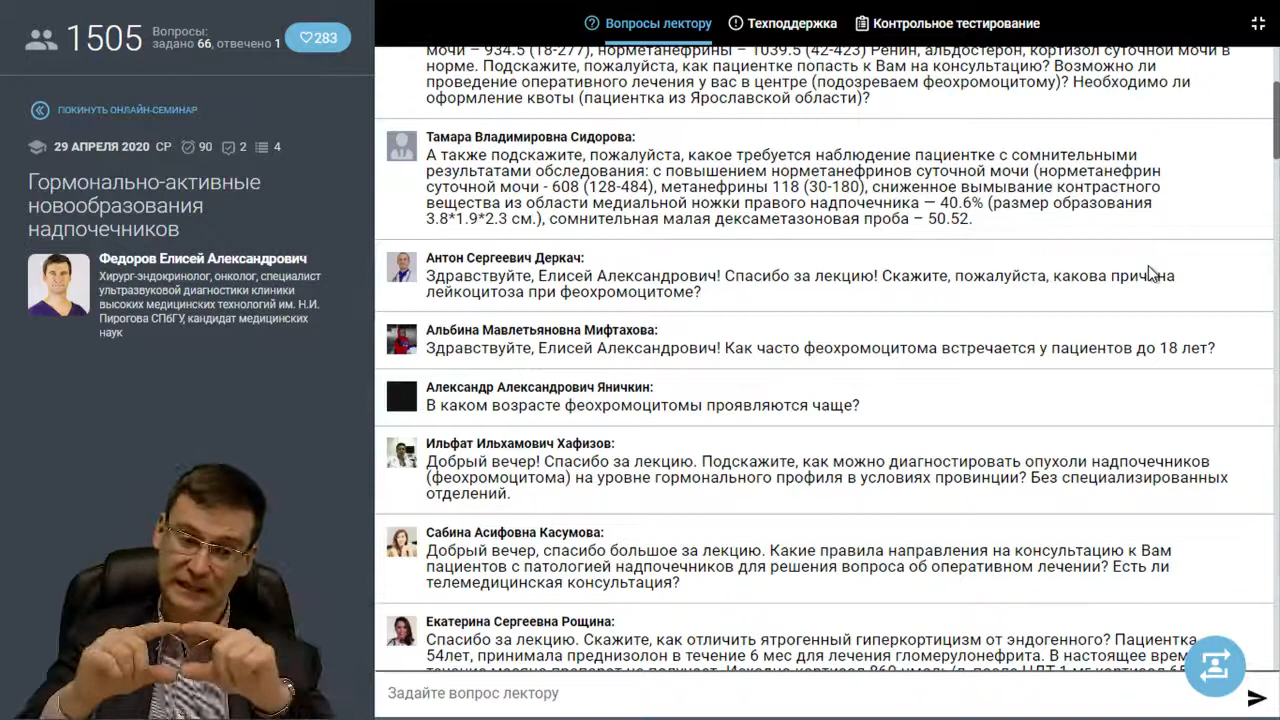 1505
Вопросы:
задано 66, отвечено 1
283
Вопросы лектору
Техподдержка
Контрольное тестирование
ПОКИНУТЬ ОНЛАЙН-СЕМИНАР
29 АПРЕЛЯ 2020 СР 90 2 4
Гормонально-активные
новообразования
надпочечников
Федоров Елисей Александрович
Хирург-эндокринолог, онколог, специалист
ультразвуковой диагностики клиники
высоких медицинских технологий им. Н.И.
Пирогова СПбГУ, кандидат медицинских
наук
мочи – 934.5 (18-277), норметанефрины – 1039.5 (42-423) Ренин, альдостерон, кортизол суточной мочи в
норме. Подскажите, пожалуйста, как пациентке попасть к Вам на консультацию? Возможно ли
проведение оперативного лечения у вас в центре (подозреваем феохромоцитому)? Необходимо ли
оформление квоты (пациентка из Ярославской области)?
Тамара Владимировна Сидорова:
А также подскажите, пожалуйста, какое требуется наблюдение пациентке с сомнительными
результатами обследования: с повышением норметанефринов суточной мочи (норметанефрин
суточной мочи - 608 (128-484), метанефрины 118 (30-180), сниженное вымывание контрастного
вещества из области медиальной ножки правого надпочечника — 40.6% (размер образования
3.8*1.9*2.3 см.), сомнительная малая дексаметазоновая проба – 50.52.
Антон Сергеевич Деркач:
Здравствуйте, Елисей Александрович! Спасибо за лекцию! Скажите, пожалуйста, какова причина
лейкоцитоза при феохромоцитоме?
Альбина Мавлетьяновна Мифтахова:
Здравствуйте, Елисей Александрович! Как часто феохромоцитома встречается у пациентов до 18 лет?
Александр Александрович Яничкин:
В каком возрасте феохромоцитомы проявляются чаще?
Ильфат Ильхамович Хафизов:
Добрый вечер! Спасибо за лекцию. Подскажите, как можно диагностировать опухоли надпочечников
(феохромоцитома) на уровне гормонального профиля в условиях провинции? Без специализированных
отделений.
Сабина Асифовна Касумова:
Добрый вечер, спасибо большое за лекцию. Какие правила направления на консультацию к Вам
пациентов с патологией надпочечников для решения вопроса об оперативном лечении? Есть ли
телемедицинская консультация?
Екатерина Сергеевна Рощина:
Спасибо за лекцию. Скажите, как отличить ятрогенный гиперкортицизм от эндогенного? Пациентка
54лет, принимала преднизолон в течение 6 мес для лечения гломерулонефрита. В настоящее врем
Задайте вопрос лектору